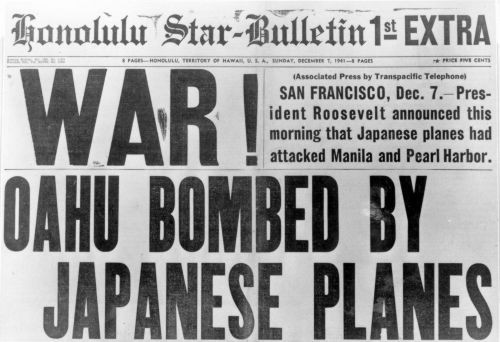 Honolulu Star-Bulletin 1st EXTRA
8 PAGES—HONOLULU, TERRITORY OF HAWAII, U. S. A., SUNDAY, DECEMBER 7, 1941—8 PAGES
★ PRICE FIVE CENTS
WAR!
(Associated Press by Transpacific Telephone)
SAN FRANCISCO, Dec. 7.—Pres-
ident Roosevelt announced this
morning that Japanese planes had
attacked Manila and Pearl Harbor.
OAHU BOMBED BY
JAPANESE PLANES